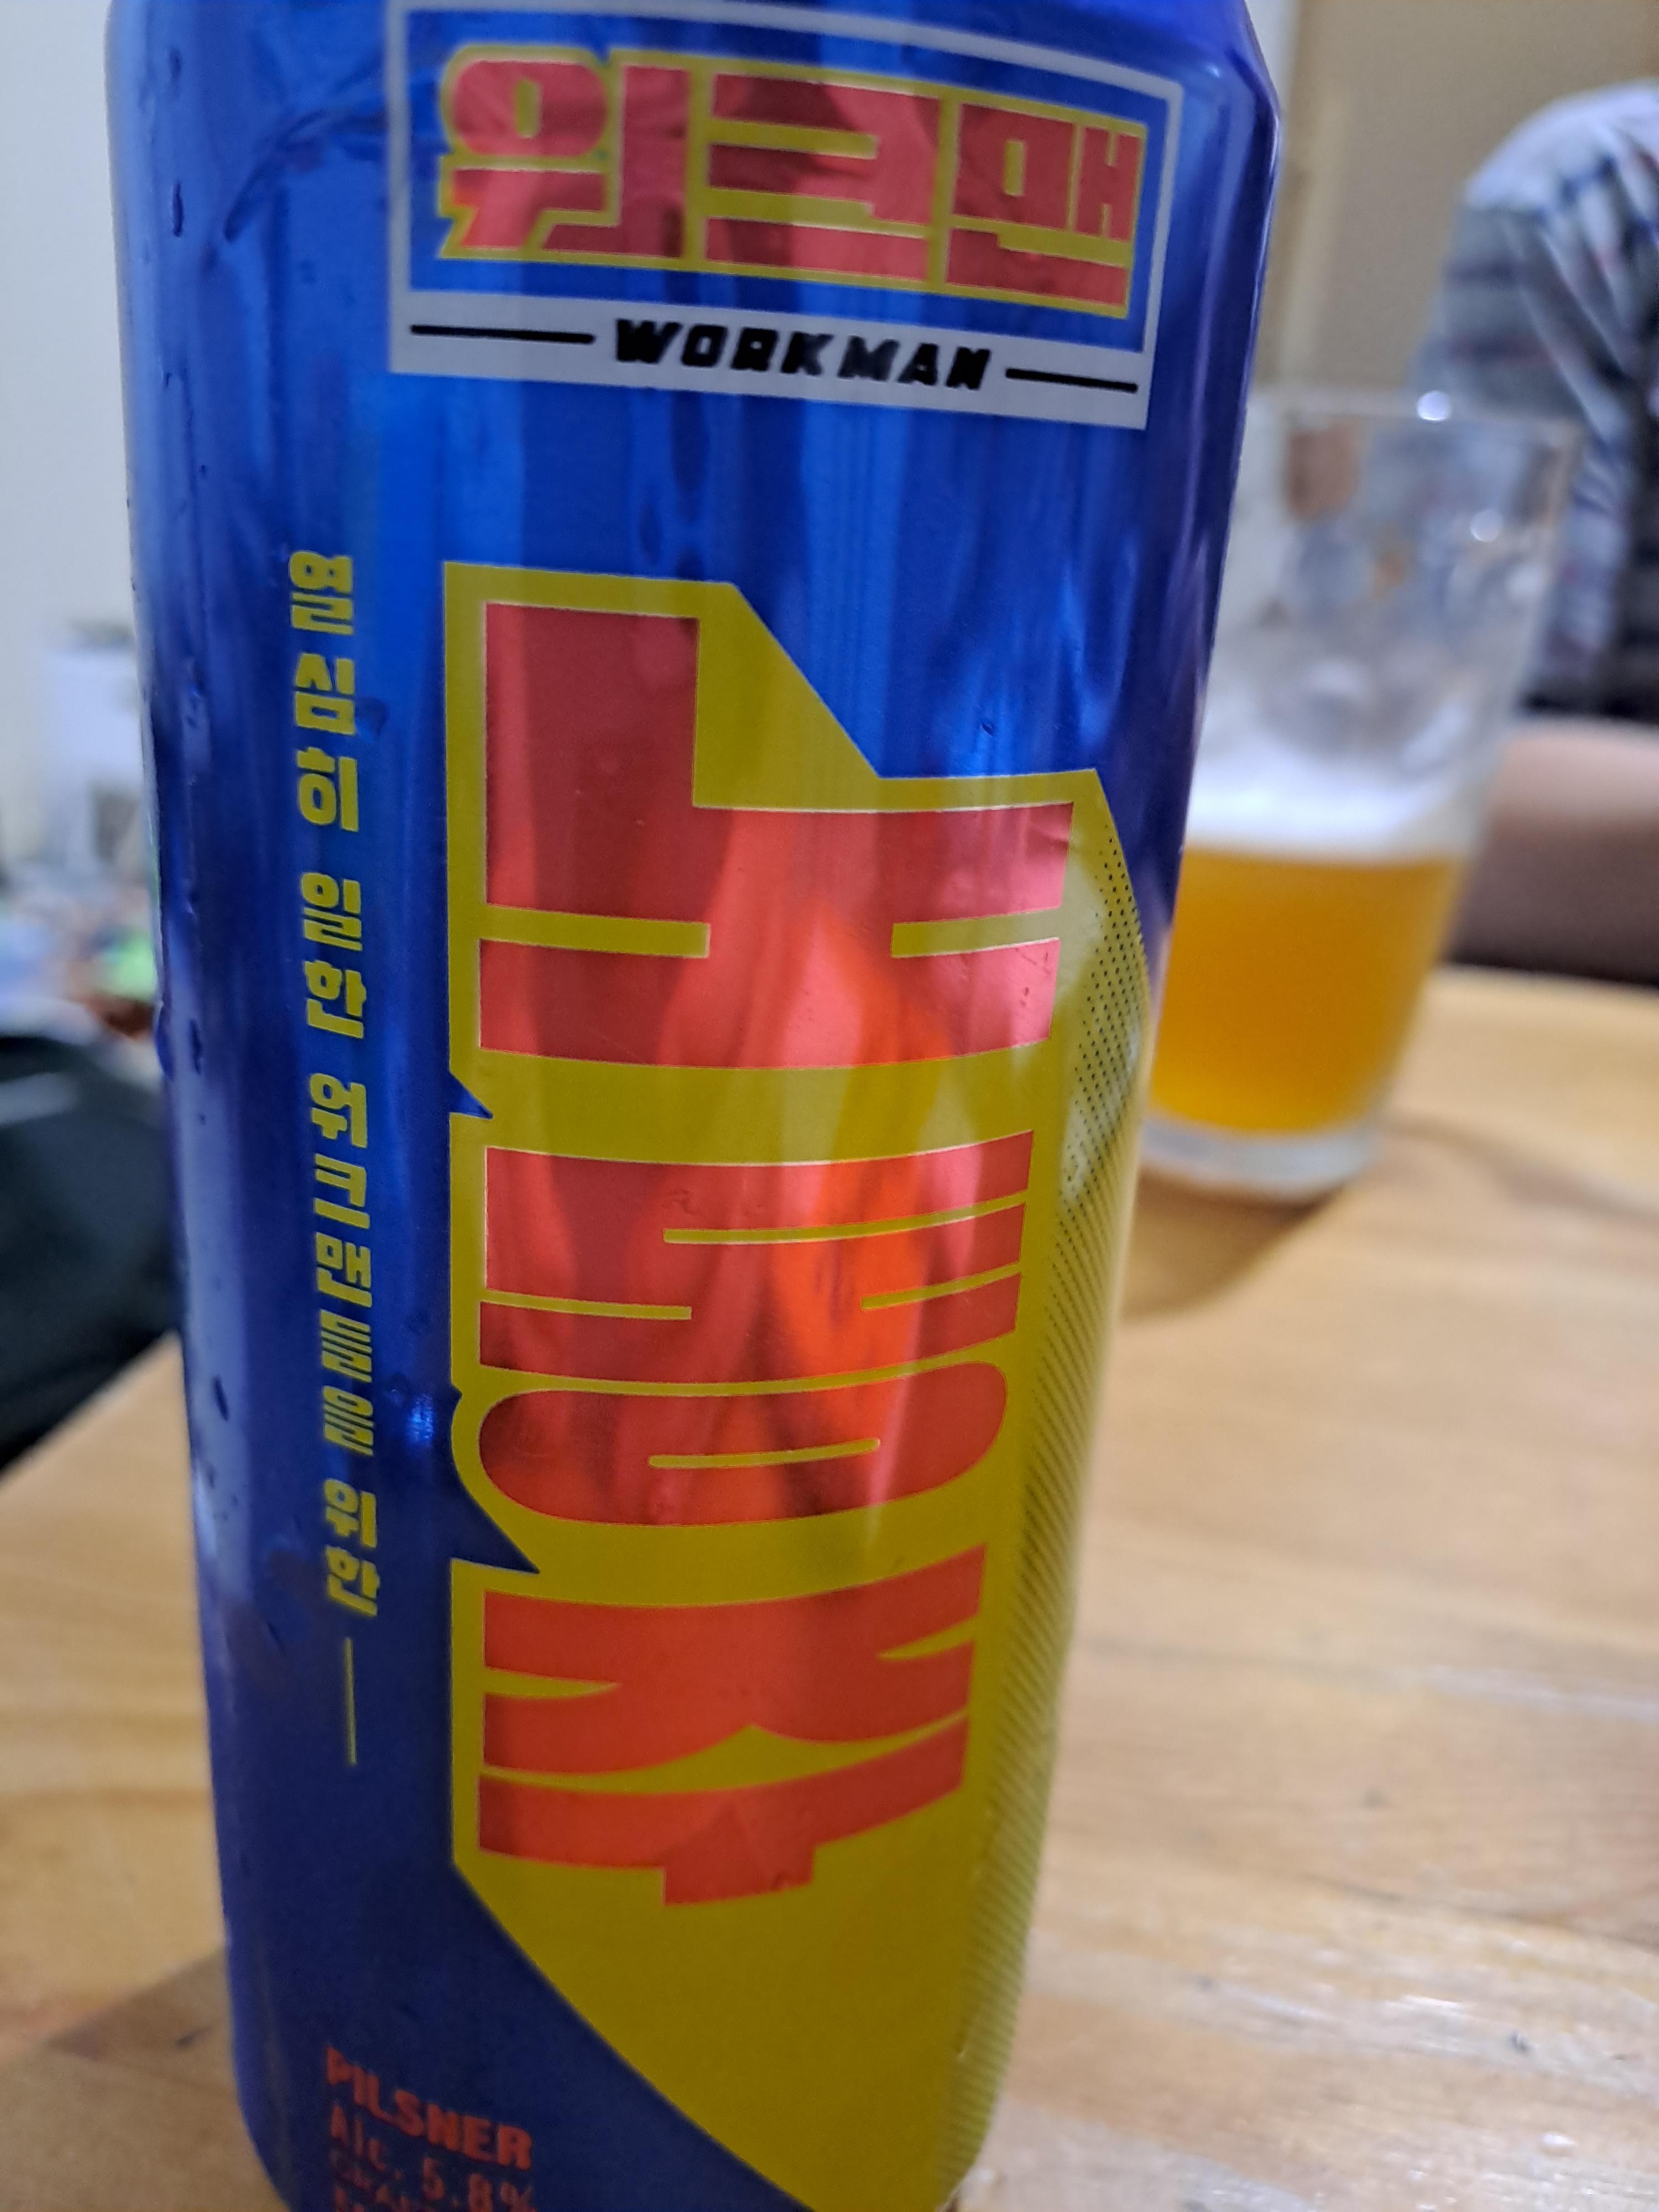 워크맨
WORKMAN
열심히 일한 워크맨들을 위한
노동주
PILSNER
Alc. 5.8%